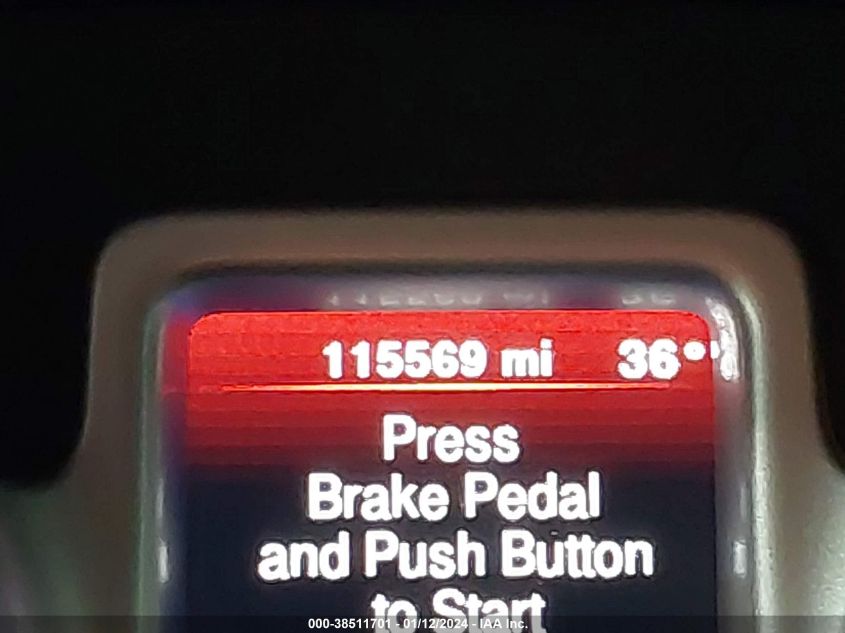 115569 mi 36°
Press
Brake Pedal
and Push Button
to Start
000-38511701 - 01/12/2024 - IAA Inc.